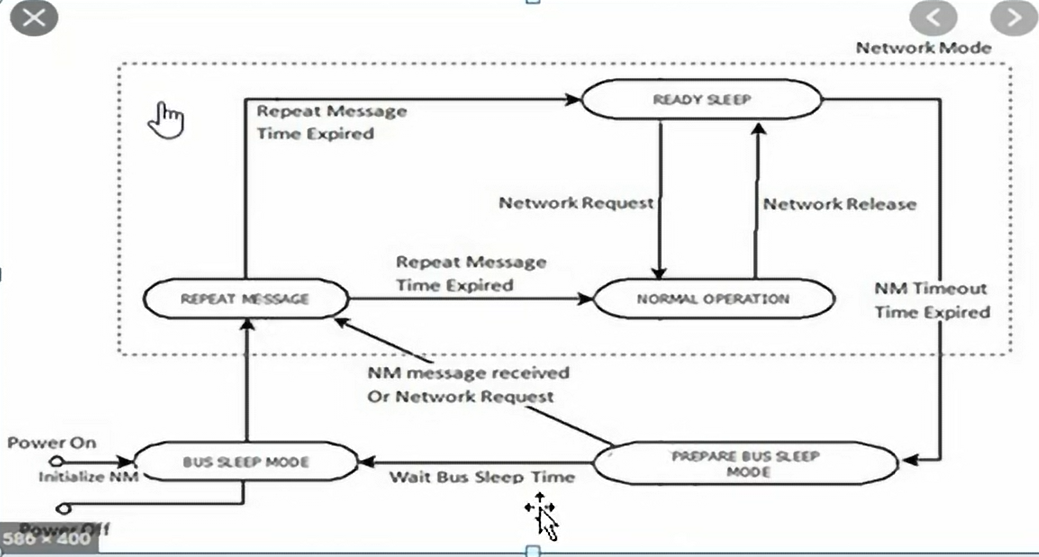 Network Mode
READY SLEEP
Repeat Message
Time Expired
Network Request
Network Release
Repeat Message
Time Expired
REPEAT MESSAGE
NORMAL OPERATION
NM Timeout
Time Expired
NM message received
Or Network Request
Power On
Initialize NM
BUS SLEEP MODE
Wait Bus Sleep Time
PREPARE BUS SLEEP
MODE
Power Off
586 × 400